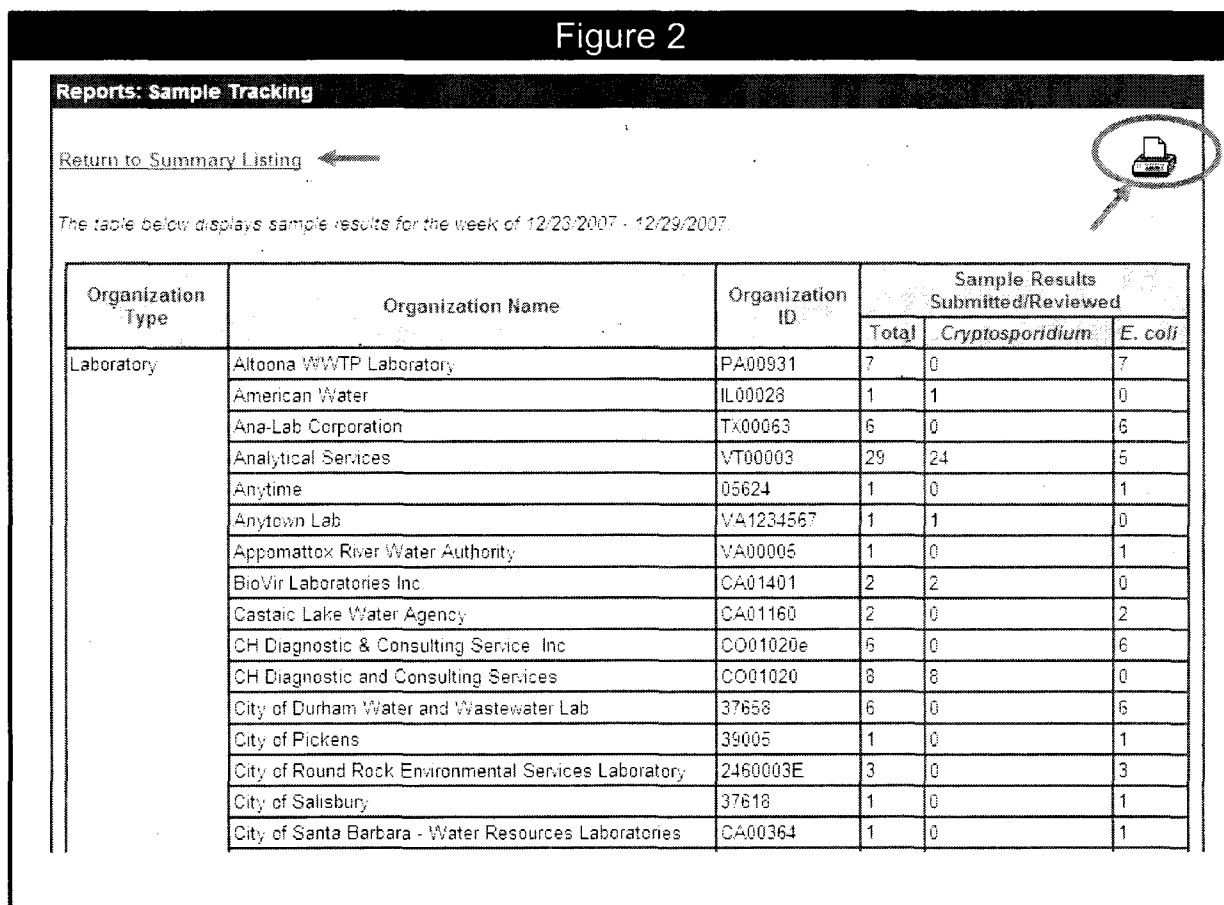 Figure 2
Reports: Sample Tracking
Return to Summary Listing
The table below displays sample results for the week of 12/23/2007 - 12/29/2007.
Organization Type Organization Name Organization ID Sample Results Submitted/Reviewed
Total Cryptosporidium E. coli
Laboratory Altoona WWTP Laboratory PA00931 7 0 7
American Water IL00028 1 1 0
Ana-Lab Corporation TX00063 6 0 6
Analytical Services VT00003 29 24 5
Anytime 05624 1 0 1
Anytown Lab VA1234567 1 1 0
Appomattox River Water Authority VA00005 1 0 1
BioVir Laboratories Inc. CA01401 2 2 0
Castaic Lake Water Agency CA01160 2 0 2
CH Diagnostic & Consulting Service Inc CO01020e 6 0 6
CH Diagnostic and Consulting Services CO01020 8 8 0
City of Durham Water and Wastewater Lab 37658 6 0 6
City of Pickens 39005 1 0 1
City of Round Rock Environmental Services Laboratory 2460003E 3 0 3
City of Salisbury 37618 1 0 1
City of Santa Barbara - Water Resources Laboratories CA00364 1 0 1